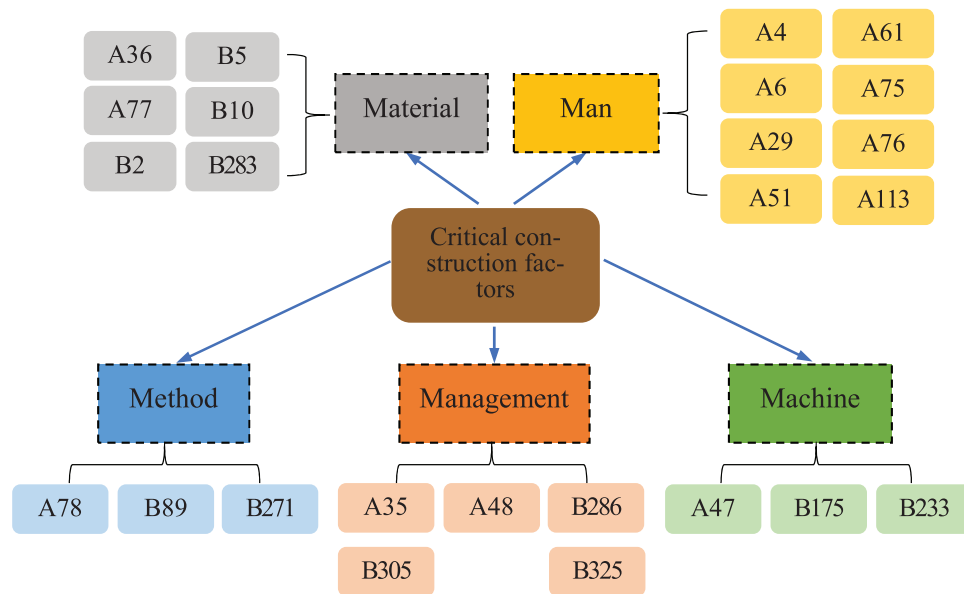 A36 B5
A77 B10
B2 B283
Material
Man
A4 A61
A6 A75
A29 A76
A51 A113
Critical con-
struction fac-
tors
Method
Management
Machine
A78 B89 B271
A35 A48 B286
B305 B325
A47 B175 B233